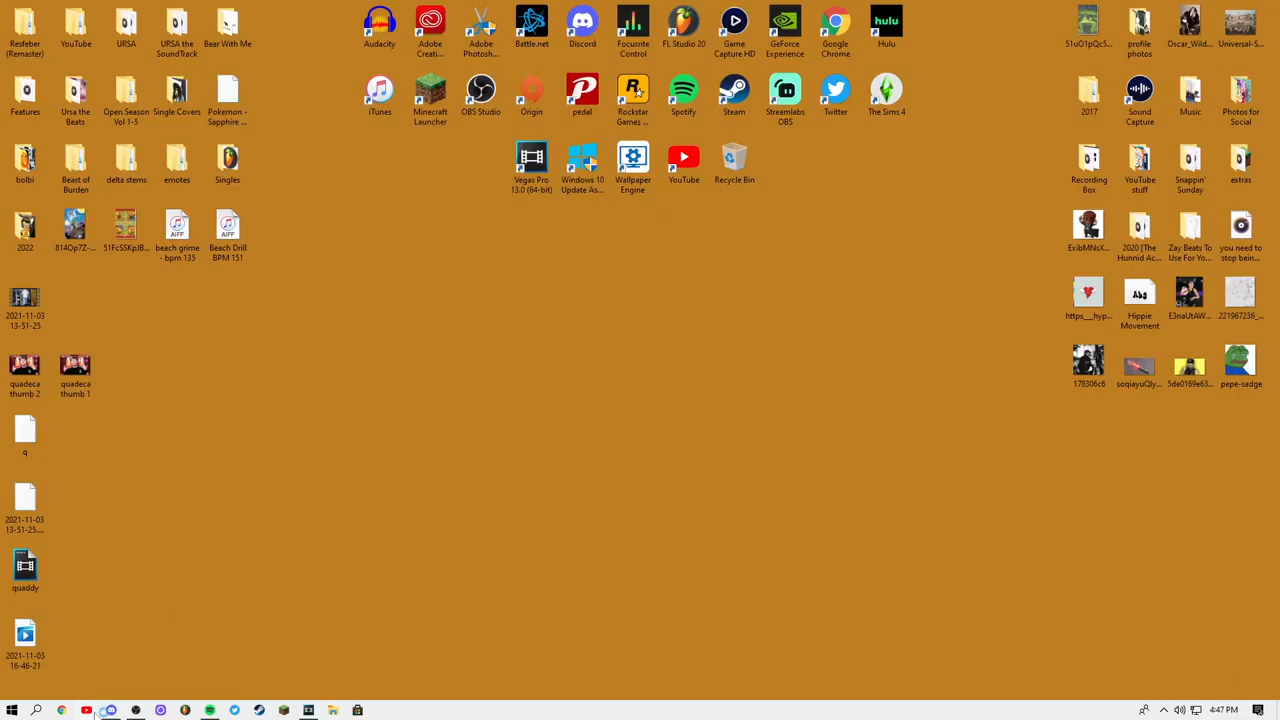 Resfeber
(Remaster)
YouTube
URSA
URSA the
SoundTrack
Bear With Me
Audacity
Adobe
Creati...
Adobe
Photosh...
Battle.net
Discord
Focusrite
Control
FL Studio 20
Game
Capture HD
GeForce
Experience
Google
Chrome
hulu
Hulu
51uO1pQc5...
profile
photos
Oscar_Wild...
Universal-S...
Features
Ursa the
Beats
Open Season
Vol 1-5
Single Covers
Pokemon -
Sapphire ...
iTunes
Minecraft
Launcher
OBS Studio
Origin
pedal
Rockstar
Games ...
Spotify
Steam
Streamlabs
OBS
Twitter
The Sims 4
2017
Sound
Capture
Music
Photos for
Social
bolbi
Beast of
Burden
delta stems
emotes
Singles
Vegas Pro
13.0 (64-bit)
Windows 10
Update As...
Wallpaper
Engine
YouTube
Recycle Bin
Recording
Box
YouTube
stuff
Snappin'
Sunday
extras
2022
814Op7Z-...
51FcSSKpJB...
AIFF
beach grime
- bpm 135
AIFF
Beach Drill
BPM 151
ExibMNsX...
2020 [The
Hunnid Ac...
Zay Beats To
Use For Yo...
you need to
stop bein...
2021-11-03
13-51-25
https___hyp...
Hippie
Movement
E3naUtAW...
221967236_...
quadeca
thumb 2
quadeca
thumb 1
178306c6
soqiayuQJy...
5de0169e63...
pepe-sadge
q
2021-11-03
13-51-25....
quaddy
2021-11-03
16-46-21
4:47 PM